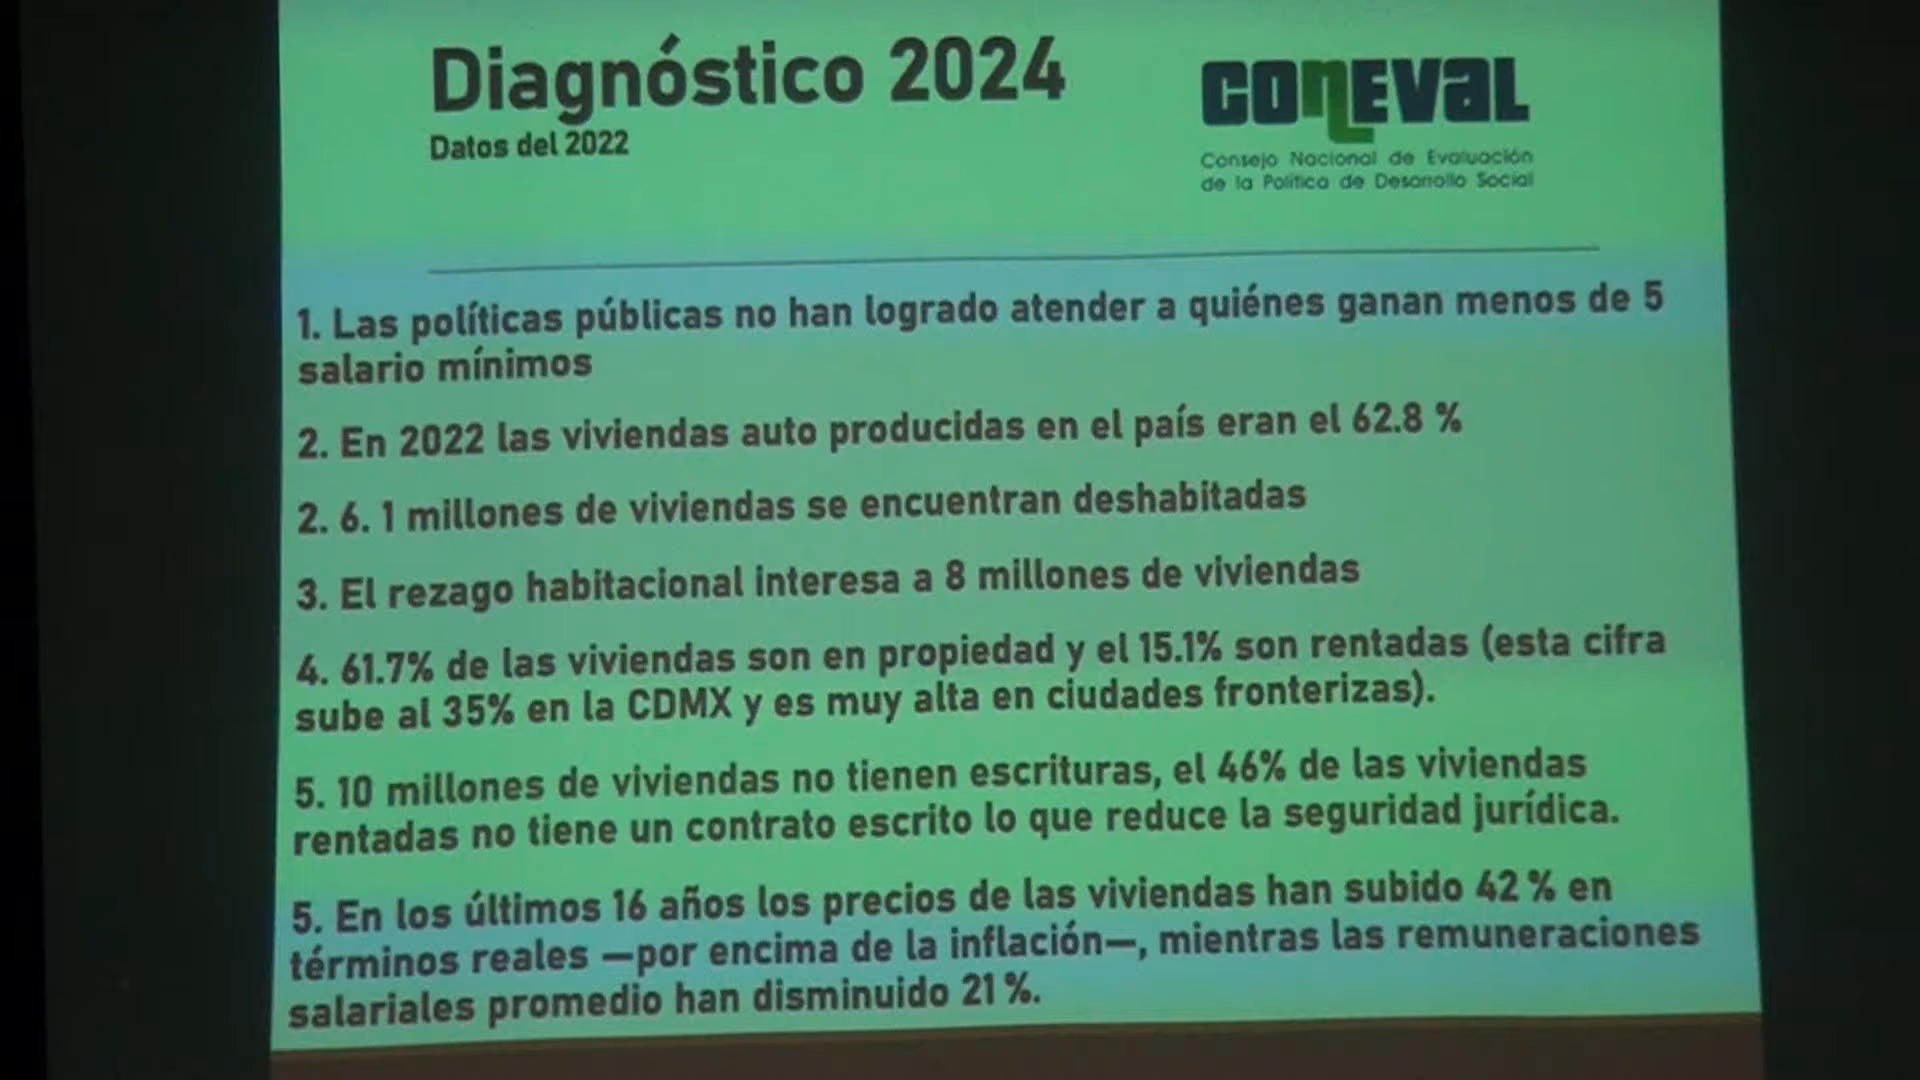 Diagnóstico 2024
Datos del 2022
CONEVAL
Consejo Nacional de Evaluación
de la Política de Desarrollo Social
1. Las políticas públicas no han logrado atender a quiénes ganan menos de 5
salario mínimos
2. En 2022 las viviendas auto producidas en el país eran el 62.8 %
2. 6. 1 millones de viviendas se encuentran deshabitadas
3. El rezago habitacional interesa a 8 millones de viviendas
4. 61.7% de las viviendas son en propiedad y el 15.1% son rentadas (esta cifra
sube al 35% en la CDMX y es muy alta en ciudades fronterizas).
5. 10 millones de viviendas no tienen escrituras, el 46% de las viviendas
rentadas no tiene un contrato escrito lo que reduce la seguridad jurídica.
5. En los últimos 16 años los precios de las viviendas han subido 42 % en
términos reales —por encima de la inflación—, mientras las remuneraciones
salariales promedio han disminuido 21 %.